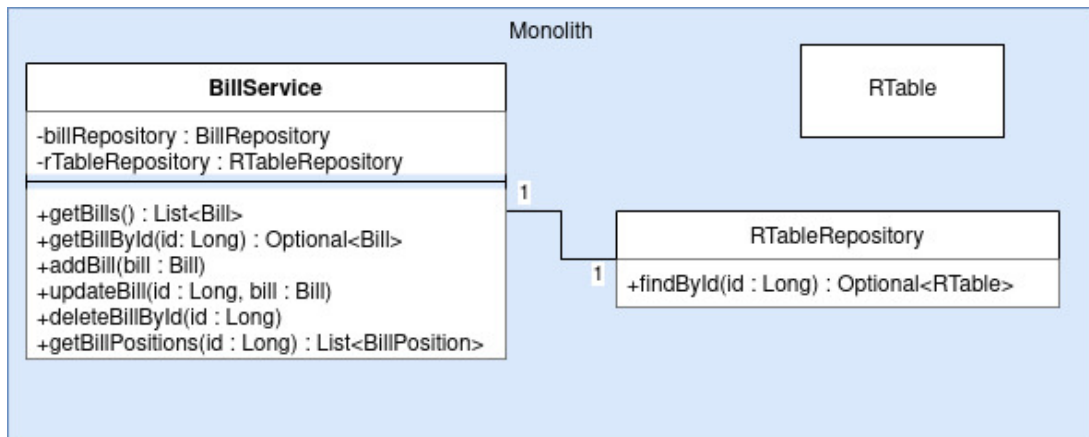 Monolith
BillService
-billRepository : BillRepository
-rTableRepository : RTableRepository
+getBills() : List<Bill>
+getBillById(id: Long) : Optional<Bill>
+addBill(bill : Bill)
+updateBill(id : Long, bill : Bill)
+deleteBillById(id : Long)
+getBillPositions(id : Long) : List<BillPosition>
RTable
1
1
RTableRepository
+findById(id : Long) : Optional<RTable>